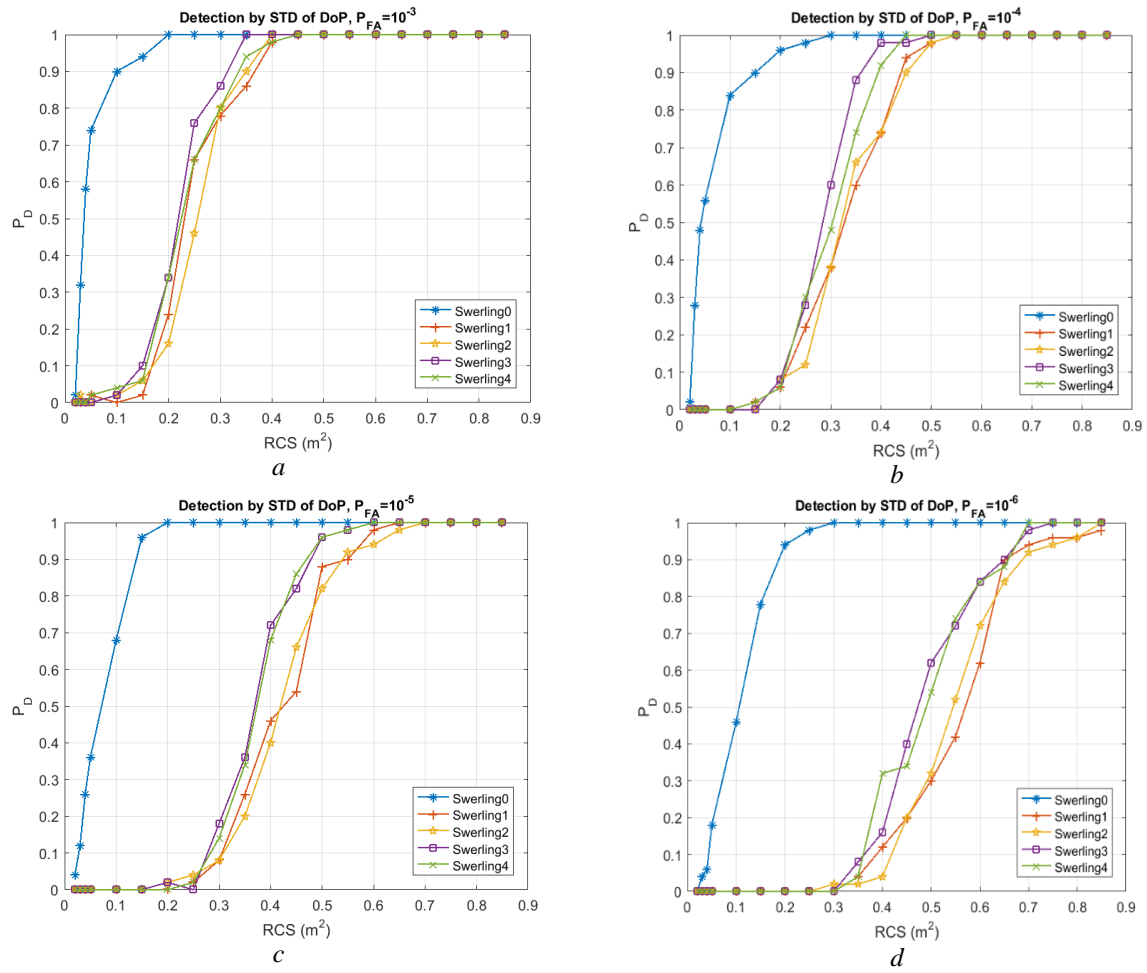 Detection by STD of DoP, P_FA=10^-3
P_D
1
0.9
0.8
0.7
0.6
0.5
0.4
0.3
0.2
0.1
0
Swerling0
Swerling1
Swerling2
Swerling3
Swerling4
0 0.1 0.2 0.3 0.4 0.5 0.6 0.7 0.8 0.9
RCS (m²)
a
Detection by STD of DoP, P_FA=10^-4
P_D
1
0.9
0.8
0.7
0.6
0.5
0.4
0.3
0.2
0.1
0
Swerling0
Swerling1
Swerling2
Swerling3
Swerling4
0 0.1 0.2 0.3 0.4 0.5 0.6 0.7 0.8 0.9
RCS (m²)
b
Detection by STD of DoP, P_FA=10^-5
P_D
1
0.9
0.8
0.7
0.6
0.5
0.4
0.3
0.2
0.1
0
Swerling0
Swerling1
Swerling2
Swerling3
Swerling4
0 0.1 0.2 0.3 0.4 0.5 0.6 0.7 0.8 0.9
RCS (m²)
c
Detection by STD of DoP, P_FA=10^-6
P_D
1
0.9
0.8
0.7
0.6
0.5
0.4
0.3
0.2
0.1
0
Swerling0
Swerling1
Swerling2
Swerling3
Swerling4
0 0.1 0.2 0.3 0.4 0.5 0.6 0.7 0.8 0.9
RCS (m²)
d